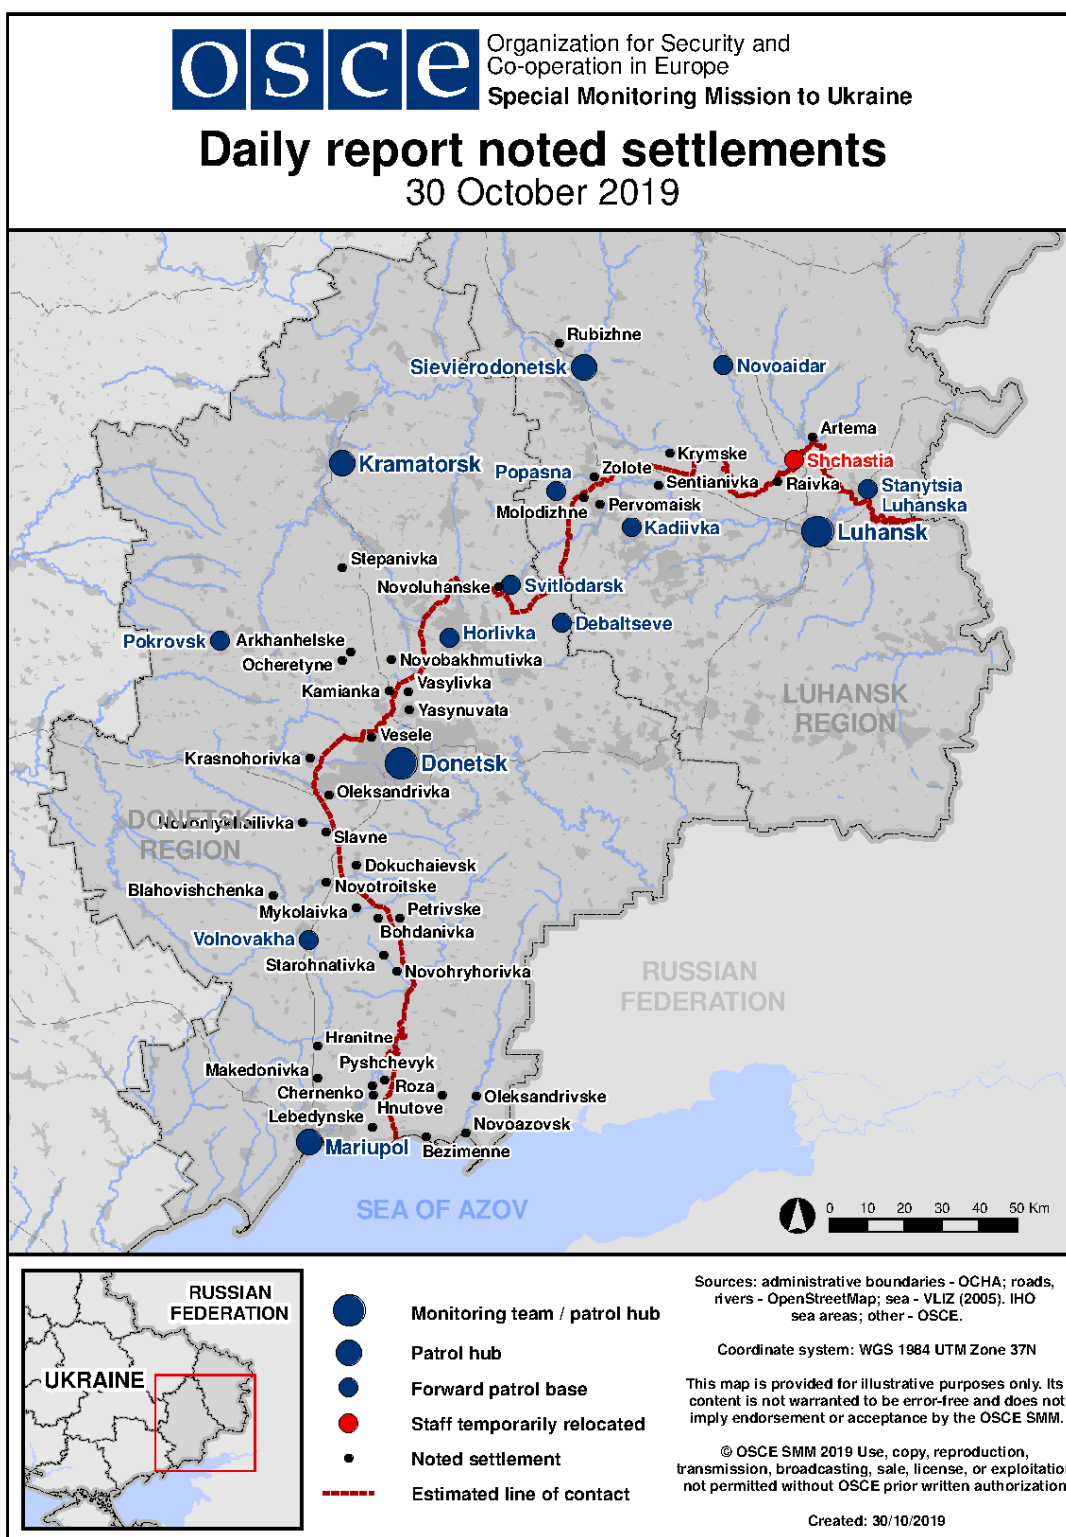 osce
Organization for Security and
Co-operation in Europe
Special Monitoring Mission to Ukraine
Daily report noted settlements
30 October 2019
Rubizhne
Sievierodonetsk
Novoaidar
Artema
Krymske
Kramatorsk
Shchastia
Popasna
Zolote
Sentianivka
Raivka
Stanytsia
Luhanska
Molodizhne
Pervomaisk
Kadiivka
Luhansk
Stepanivka
Novoluhanske
Svitlodarsk
Debaltseve
Horlivka
Pokrovsk
Arkhanhelske
Ocheretyne
Novobakhmutivka
Kamianka
Vasylivka
Yasynuvata
LUHANSK
REGION
Vesele
Krasnohorivka
Donetsk
Oleksandrivka
DONETSK
REGION
Novomykhailivka
Slavne
Dokuchaievsk
Novotroitske
Blahovishchenka
Mykolaivka
Petrivske
Bohdanivka
Volnovakha
Starohnativka
Novohryhorivka
RUSSIAN
FEDERATION
Hranitne
Pyshchevyk
Makedonivka
Roza
Chernenko
Hnutove
Oleksandrivske
Lebedynske
Novoazovsk
Mariupol
Bezimenne
SEA OF AZOV
0 10 20 30 40 50 Km
RUSSIAN
FEDERATION
UKRAINE
Monitoring team / patrol hub
Patrol hub
Forward patrol base
Staff temporarily relocated
Noted settlement
Estimated line of contact
Sources: administrative boundaries - OCHA; roads,
rivers - OpenStreetMap; sea - VLIZ (2005). IHO
sea areas; other - OSCE.
Coordinate system: WGS 1984 UTM Zone 37N
This map is provided for illustrative purposes only. Its
content is not warranted to be error-free and does not
imply endorsement or acceptance by the OSCE SMM.
© OSCE SMM 2019 Use, copy, reproduction,
transmission, broadcasting, sale, license, or exploitation
not permitted without OSCE prior written authorization
Created: 30/10/2019